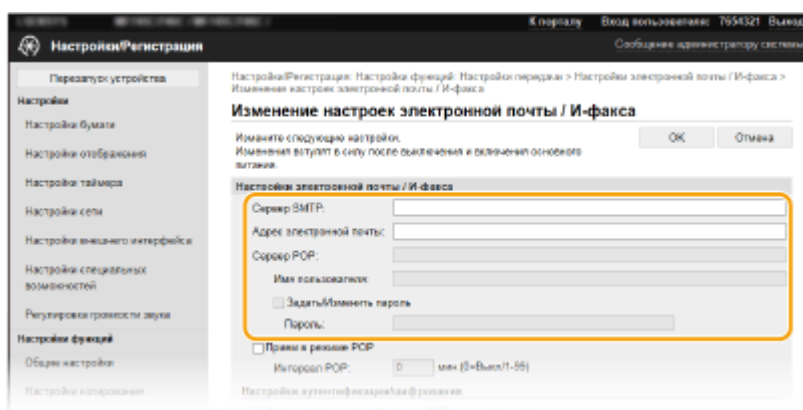 К порталу Вход пользователя: 7654321 Выход
Настройки/Регистрация
Сообщение администратору системы
Перезапуск устройства
Настройки/Регистрация: Настройки функций: Настройки передачи > Настройки электронной почты / И-факса >
Изменение настроек электронной почты / И-факса
Настройки
Изменение настроек электронной почты / И-факса
Настройки бумаги
Измените следующие настройки.
Изменения вступят в силу после выключения и включения основного
питания.
OK Отмена
Настройки отображения
Настройки таймера
Настройки электронной почты / И-факса
Настройки сети
Сервер SMTP:
Адрес электронной почты:
Настройки внешнего интерфейса
Сервер POP:
Настройки специальных
возможностей
Имя пользователя:
Задать/Изменить пароль
Регулировка громкости звука
Пароль:
Настройки функций
Прием в режиме POP
Общие настройки
Интервал POP: 0 мин (0=Выкл/1-99)
Настройки копирования
Настройки аутентификации/шифрования